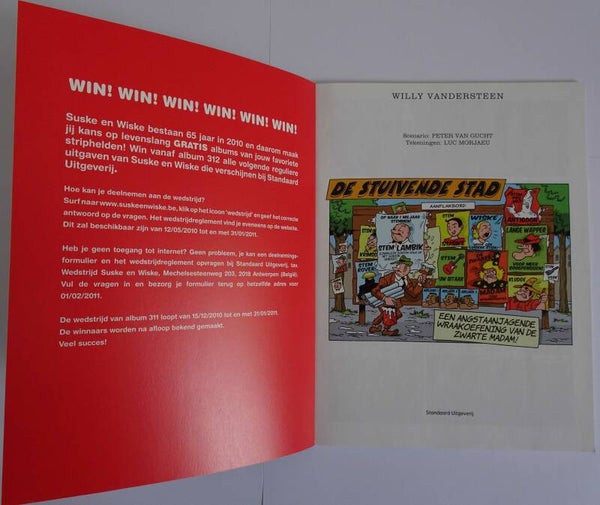 WIN! WIN! WIN! WIN! WIN! WIN!
Suske en Wiske bestaan 65 jaar in 2010 en daarom maak
jij kans op levenslang GRATIS albums van jouw favoriete
striphelden! Win vanaf album 312 alle volgende reguliere
uitgaven van Suske en Wiske die verschijnen bij Standaard
Uitgeverij.
Hoe kan je deelnemen aan de wedstrijd?
Surf naar www.suskeenwiske.be, klik op het icoon 'wedstrijd' en geef het correcte
antwoord op de vragen. Het wedstrijdreglement vind je eveneens op de website.
Dit zal beschikbaar zijn van 12/05/2010 tot en met 31/01/2011.
Heb je geen toegang tot internet? Geen probleem, je kan een deelnemings-
formulier en het wedstrijdreglement opvragen bij Standaard Uitgeverij, tav.
Wedstrijd Suske en Wiske, Mechelsesteenweg 203, 2018 Antwerpen (België).
Vul de vragen in en bezorg je formulier terug op hetzelfde adres voor
01/02/2011.
De wedstrijd van album 311 loopt van 15/12/2010 tot en met 31/01/2011.
De winnaars worden na afloop bekend gemaakt.
Veel succes!
WILLY VANDERSTEEN
Scenario: PETER VAN GUCHT
Tekeningen: LUC MORJAEU
DE STUIVENDE STAD
AANPLAKBORD
STEM LAMBIK
STEM
WISKE
LANGE WAPPER
STEM
KLUDDE
EEN ANGSTAANJAGENDE
WRAAKOEFENING VAN DE
ZWARTE MADAM!
Standaard Uitgeverij